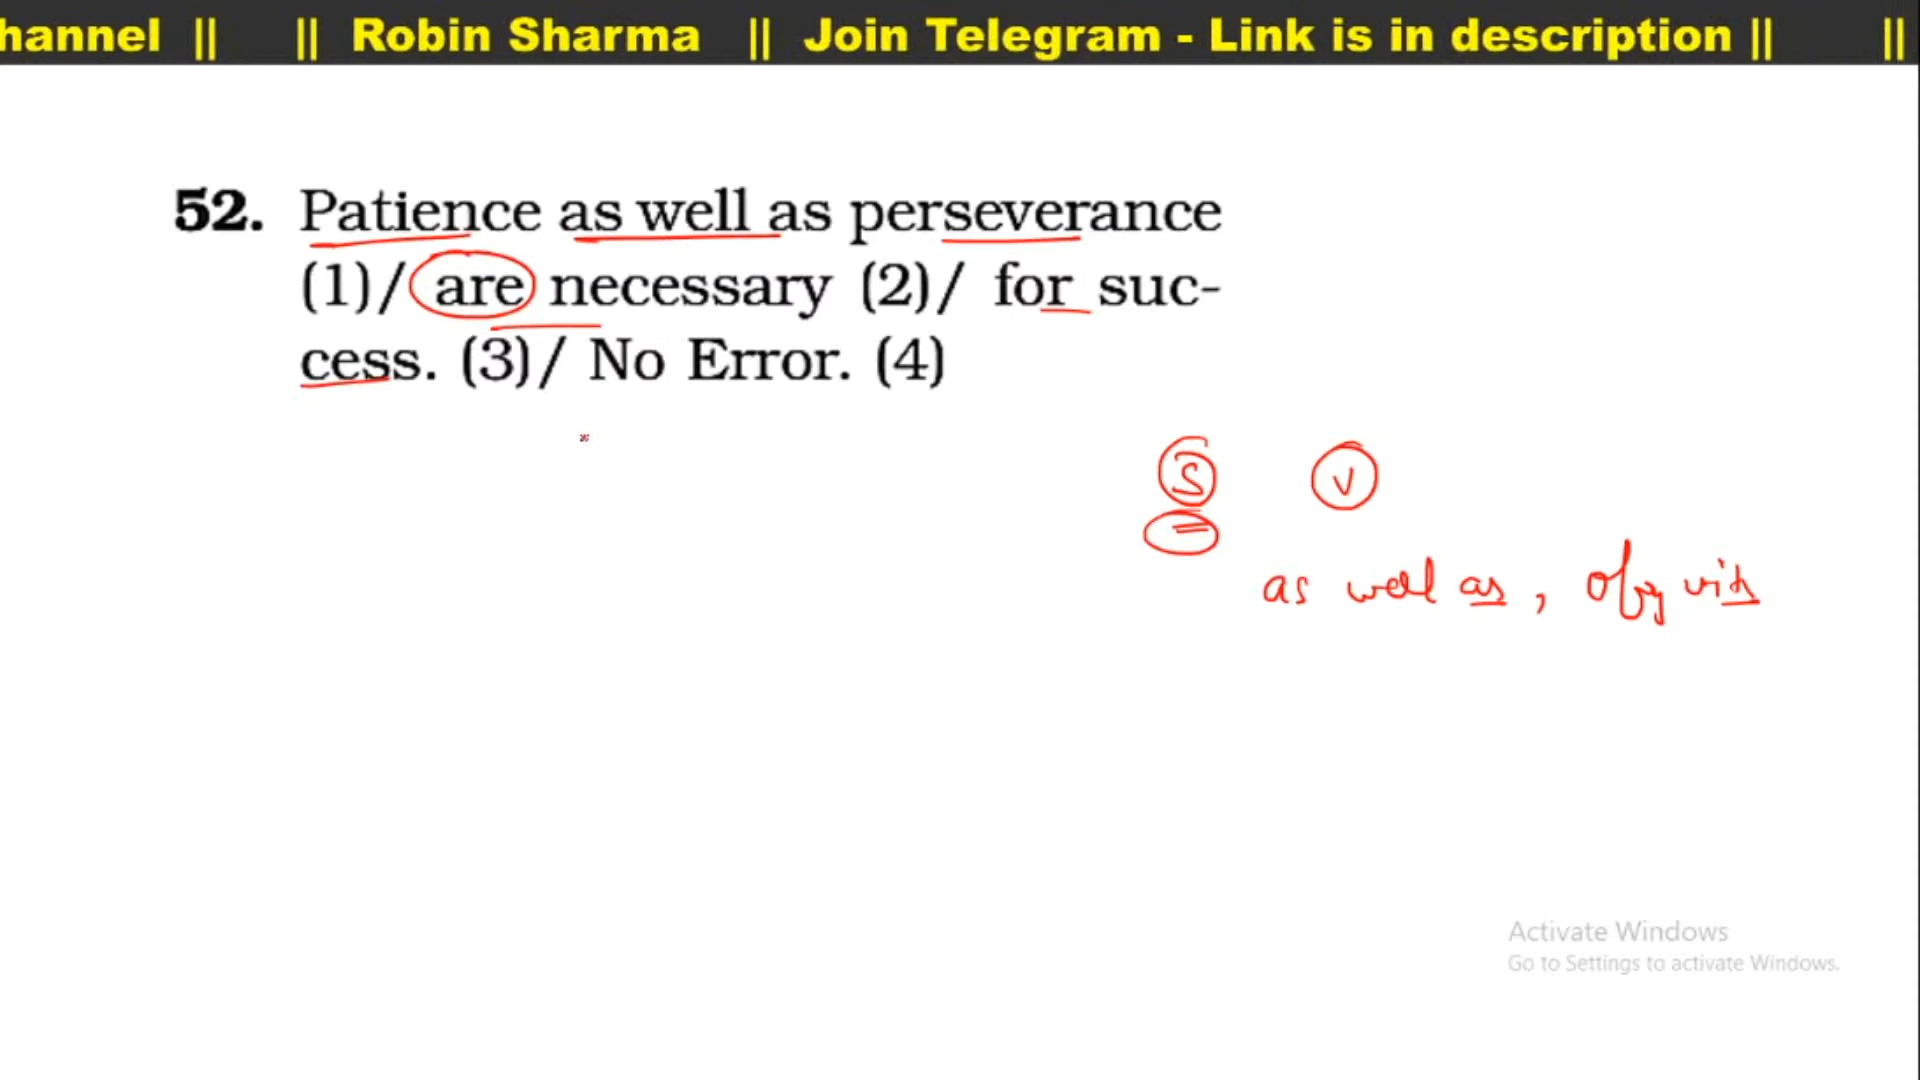 hannel || || Robin Sharma || Join Telegram - Link is in description || ||
52. Patience as well as perseverance
(1)/ are necessary (2)/ for suc-
cess. (3)/ No Error. (4)
S V
as well as,
Activate Windows
Go to Settings to activate Windows.